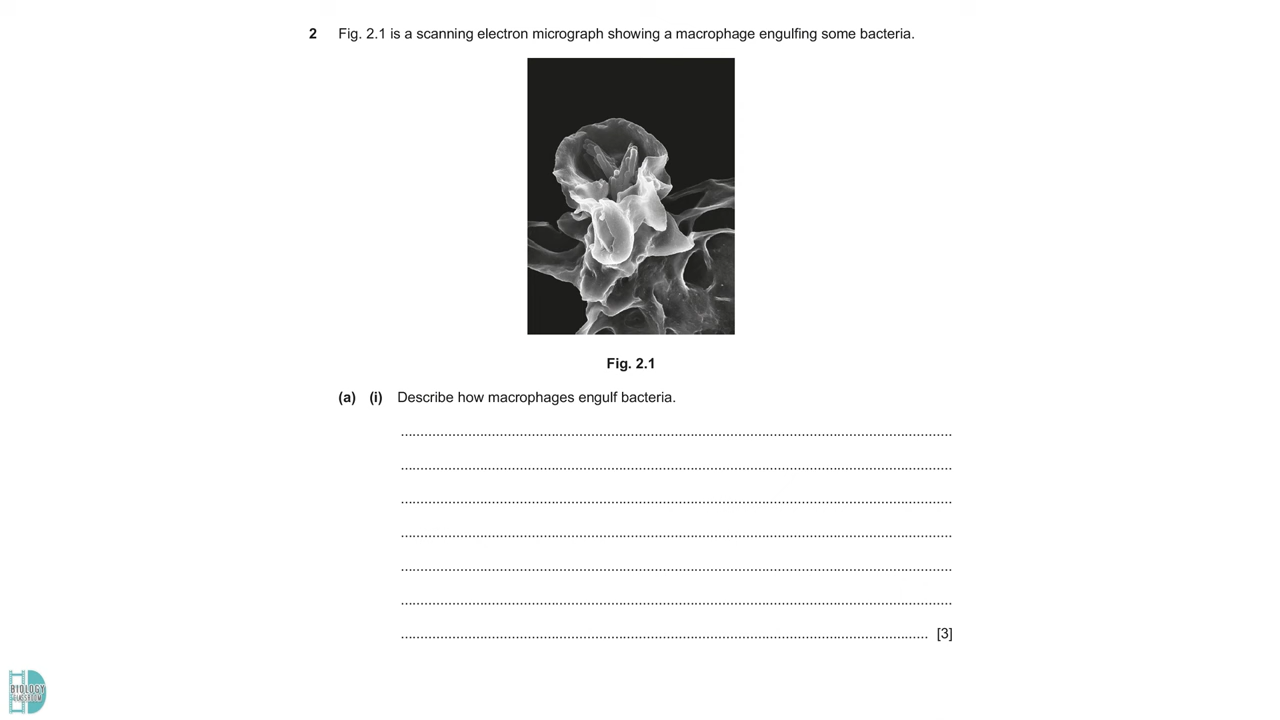 2 Fig. 2.1 is a scanning electron micrograph showing a macrophage engulfing some bacteria.
Fig. 2.1
(a) (i) Describe how macrophages engulf bacteria.
[3]
BIOLOGY
CLASSROOM